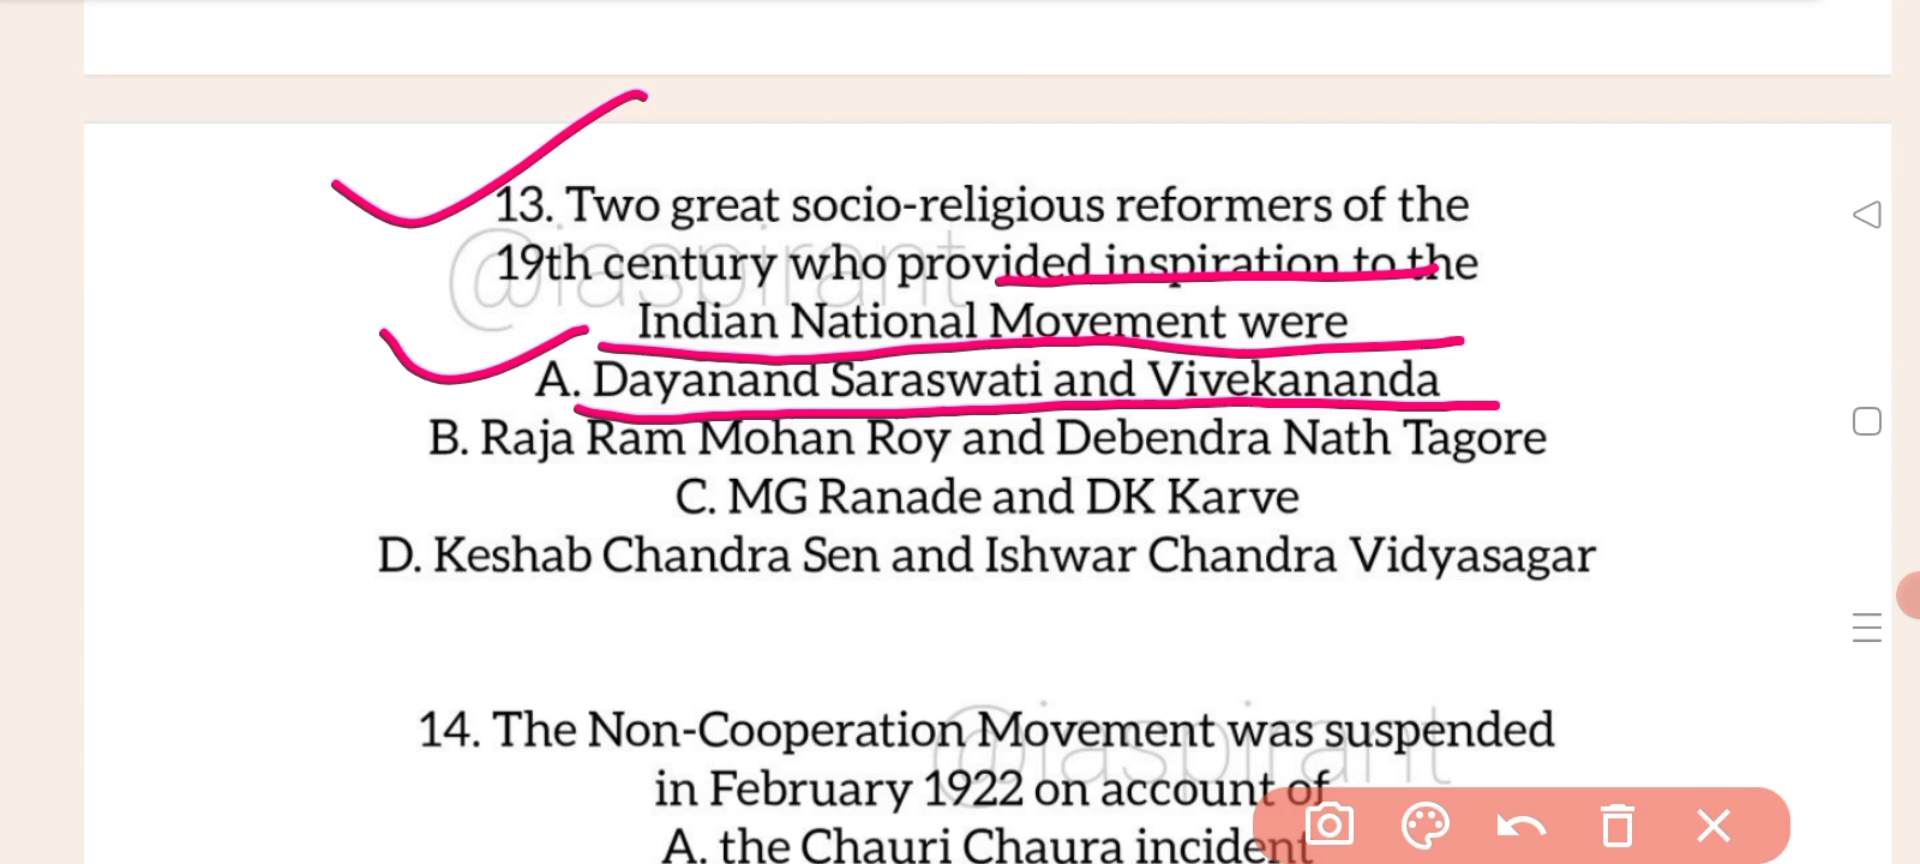 13. Two great socio-religious reformers of the
19th century who provided inspiration to the
Indian National Movement were
A. Dayanand Saraswati and Vivekananda
B. Raja Ram Mohan Roy and Debendra Nath Tagore
C. MG Ranade and DK Karve
D. Keshab Chandra Sen and Ishwar Chandra Vidyasagar
@iaspirant
14. The Non-Cooperation Movement was suspended
in February 1922 on account of
A. the Chauri Chaura incident
@iaspirant